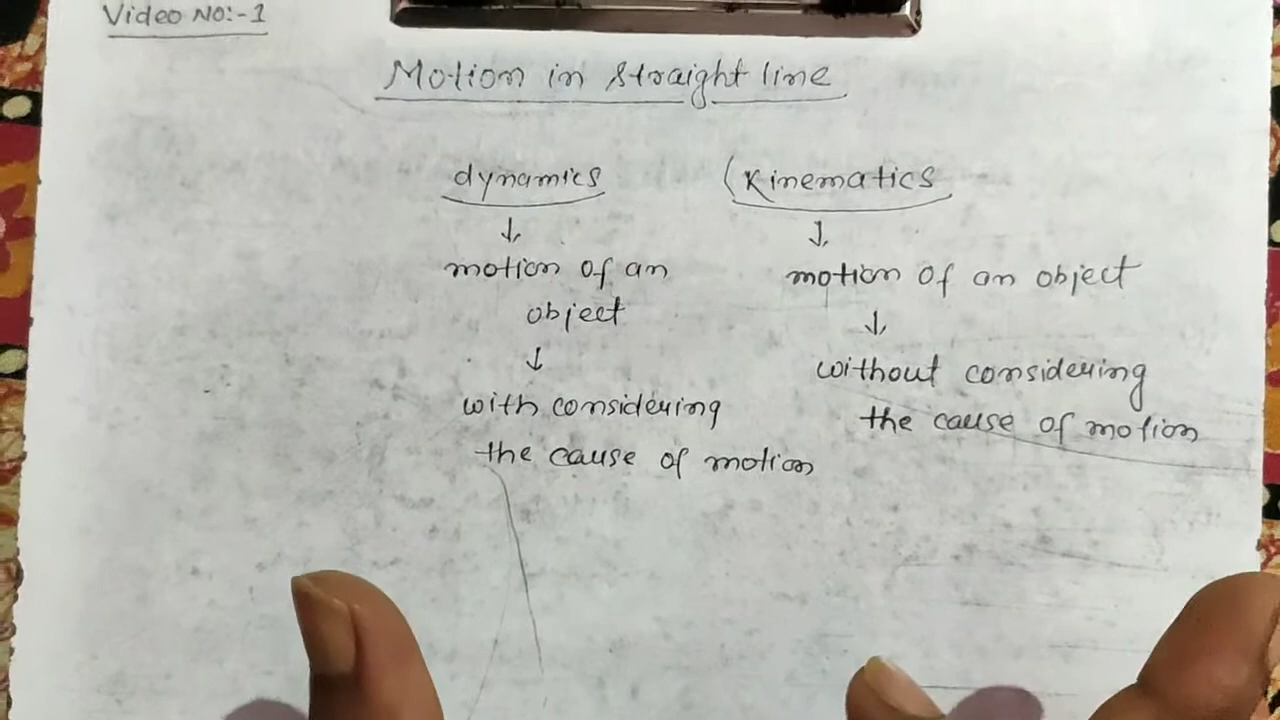 Video No:-1
Motion in straight line
dynamics
↓
motion of an
object
↓
with considering
the cause of motion
(Kinematics
↓
motion of an object
↓
without considering
the cause of motion